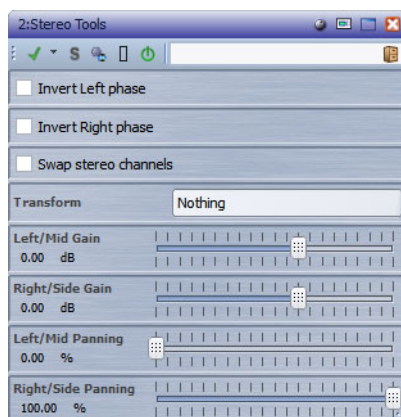 2:Stereo Tools
S
Invert Left phase
Invert Right phase
Swap stereo channels
Transform Nothing
Left/Mid Gain
0.00 dB
Right/Side Gain
0.00 dB
Left/Mid Panning
0.00 %
Right/Side Panning
100.00 %